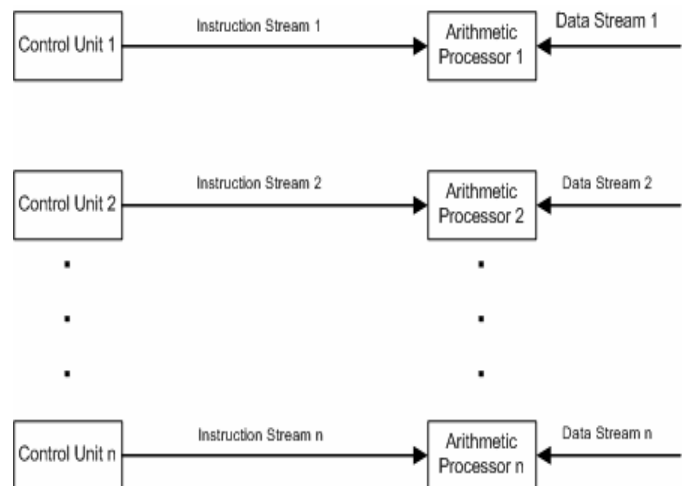 Control Unit 1
Instruction Stream 1
Arithmetic
Processor 1
Data Stream 1
Control Unit 2
Instruction Stream 2
Arithmetic
Processor 2
Data Stream 2
Control Unit n
Instruction Stream n
Arithmetic
Processor n
Data Stream n